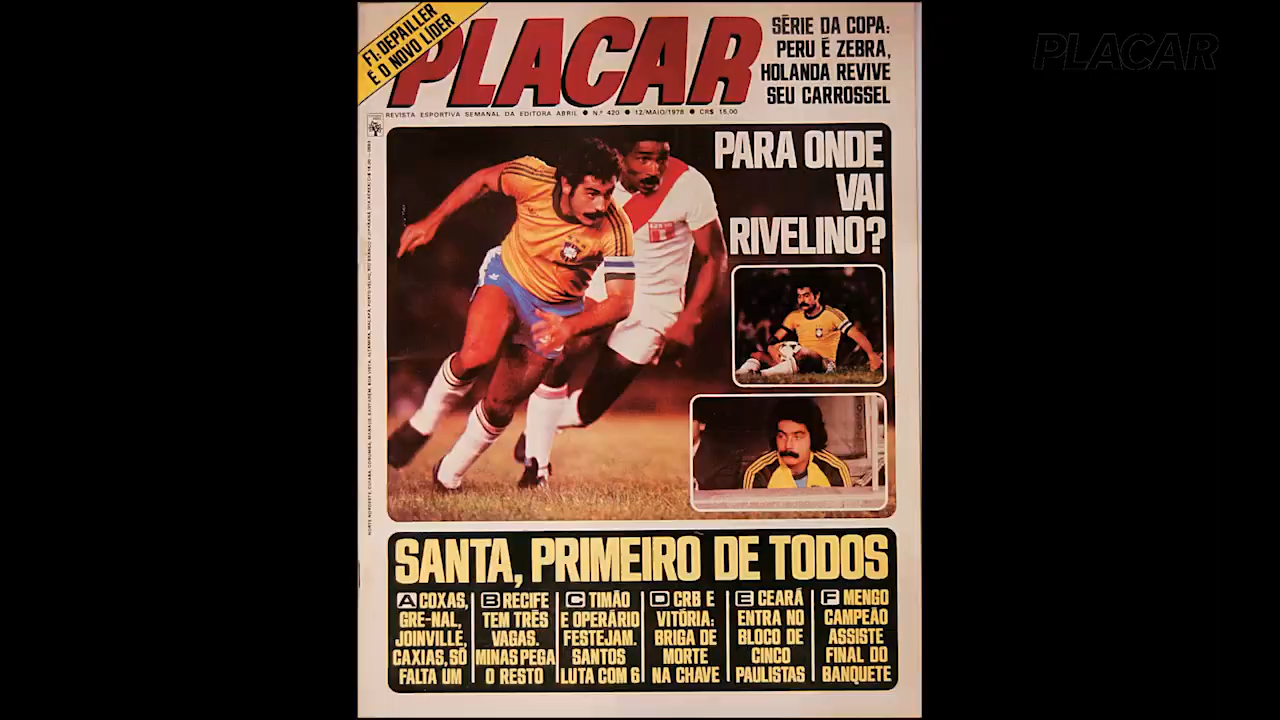 F1: DEPAILLER
É O NOVO LÍDER
PLACAR
SÉRIE DA COPA:
PERU É ZEBRA,
HOLANDA REVIVE
SEU CARROSSEL
PLACAR
REVISTA ESPORTIVA SEMANAL DA EDITORA ABRIL ● N.º 420 ● 12/MAIO/1978 ● CR$ 15,00
PARA ONDE
VAI
RIVELINO?
SANTA, PRIMEIRO DE TODOS
A COXAS,
GRE-NAL,
JOINVILLE,
CAXIAS, SÓ
FALTA UM
B RECIFE
TEM TRÊS
VAGAS.
MINAS PEGA
O RESTO
C TIMÃO
E OPERÁRIO
FESTEJAM.
SANTOS
LUTA COM 6
D CRB E
VITÓRIA:
BRIGA DE
MORTE
NA CHAVE
E CEARÁ
ENTRA NO
BLOCO DE
CINCO
PAULISTAS
F MENGO
CAMPEÃO
ASSISTE
FINAL DO
BANQUETE